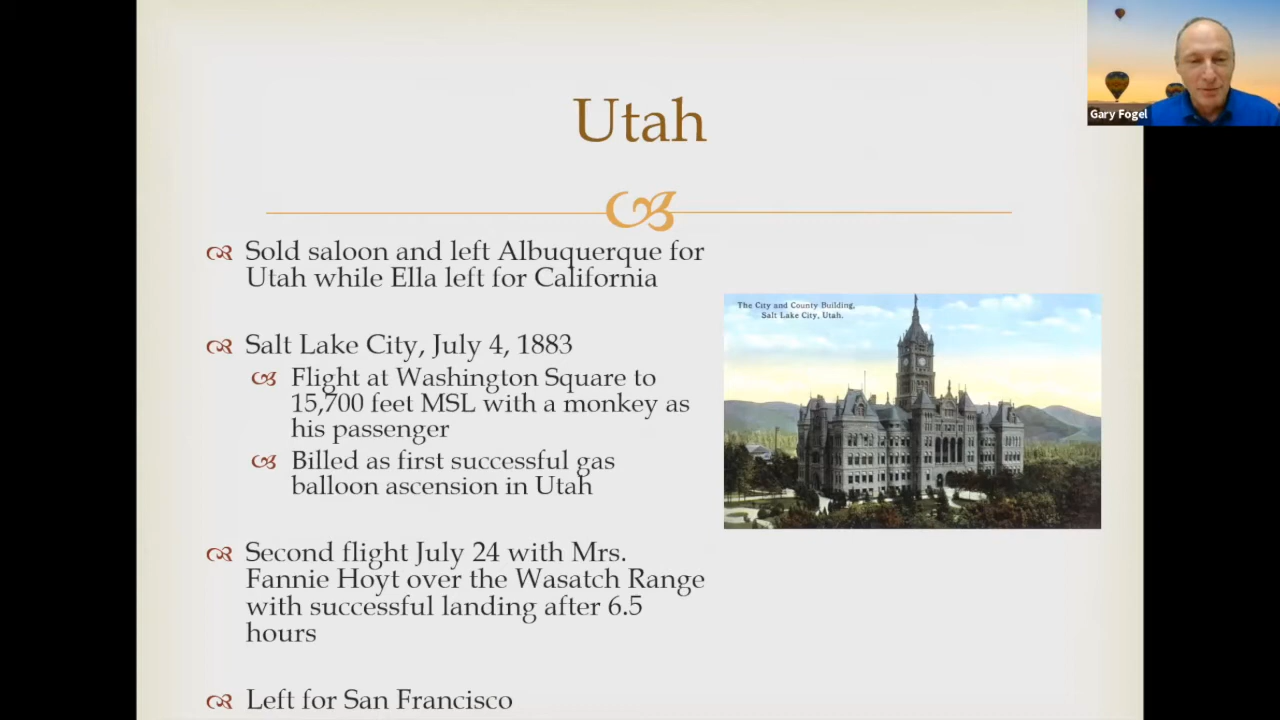 Utah
Sold saloon and left Albuquerque for
Utah while Ella left for California
Salt Lake City, July 4, 1883
Flight at Washington Square to
15,700 feet MSL with a monkey as
his passenger
Billed as first successful gas
balloon ascension in Utah
Second flight July 24 with Mrs.
Fannie Hoyt over the Wasatch Range
with successful landing after 6.5
hours
Left for San Francisco
The City and County Building,
Salt Lake City, Utah.
Gary Fogel